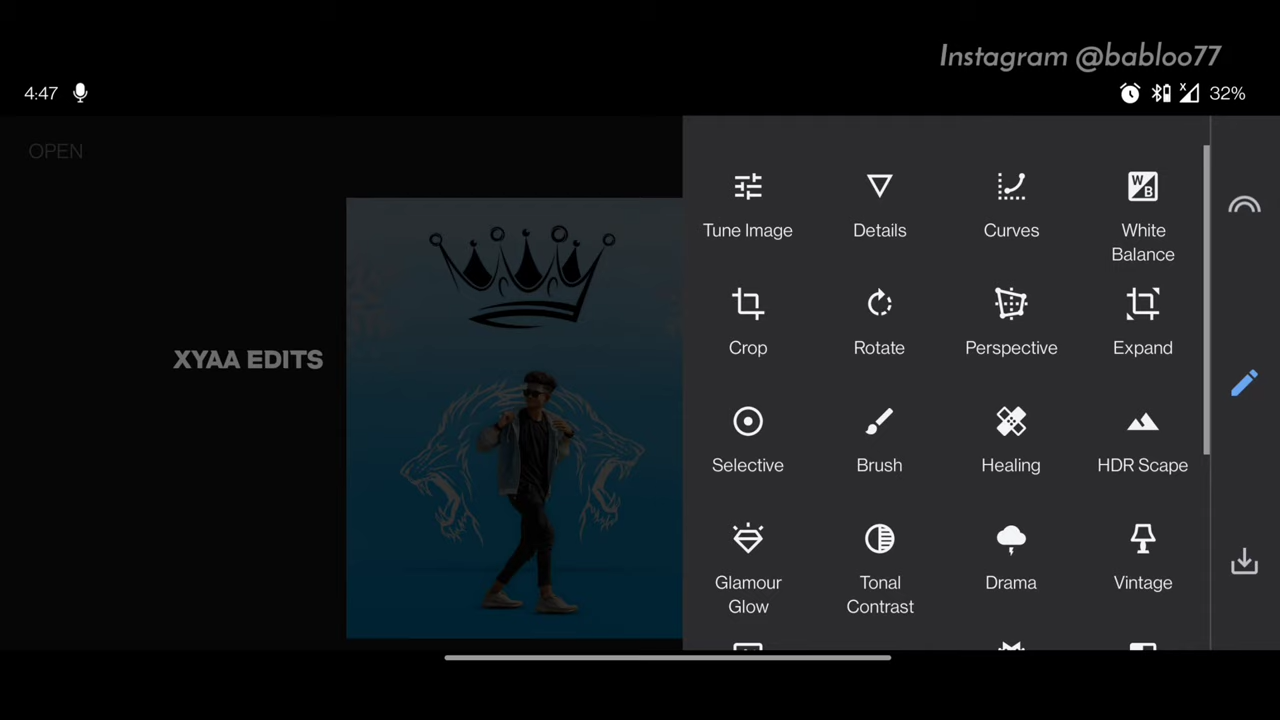 Instagram @babloo77
4:47
32%
OPEN
XYAA EDITS
Tune Image
Details
Curves
White
Balance
WB
Crop
Rotate
Perspective
Expand
Selective
Brush
Healing
HDR Scape
Glamour
Glow
Tonal
Contrast
Drama
Vintage